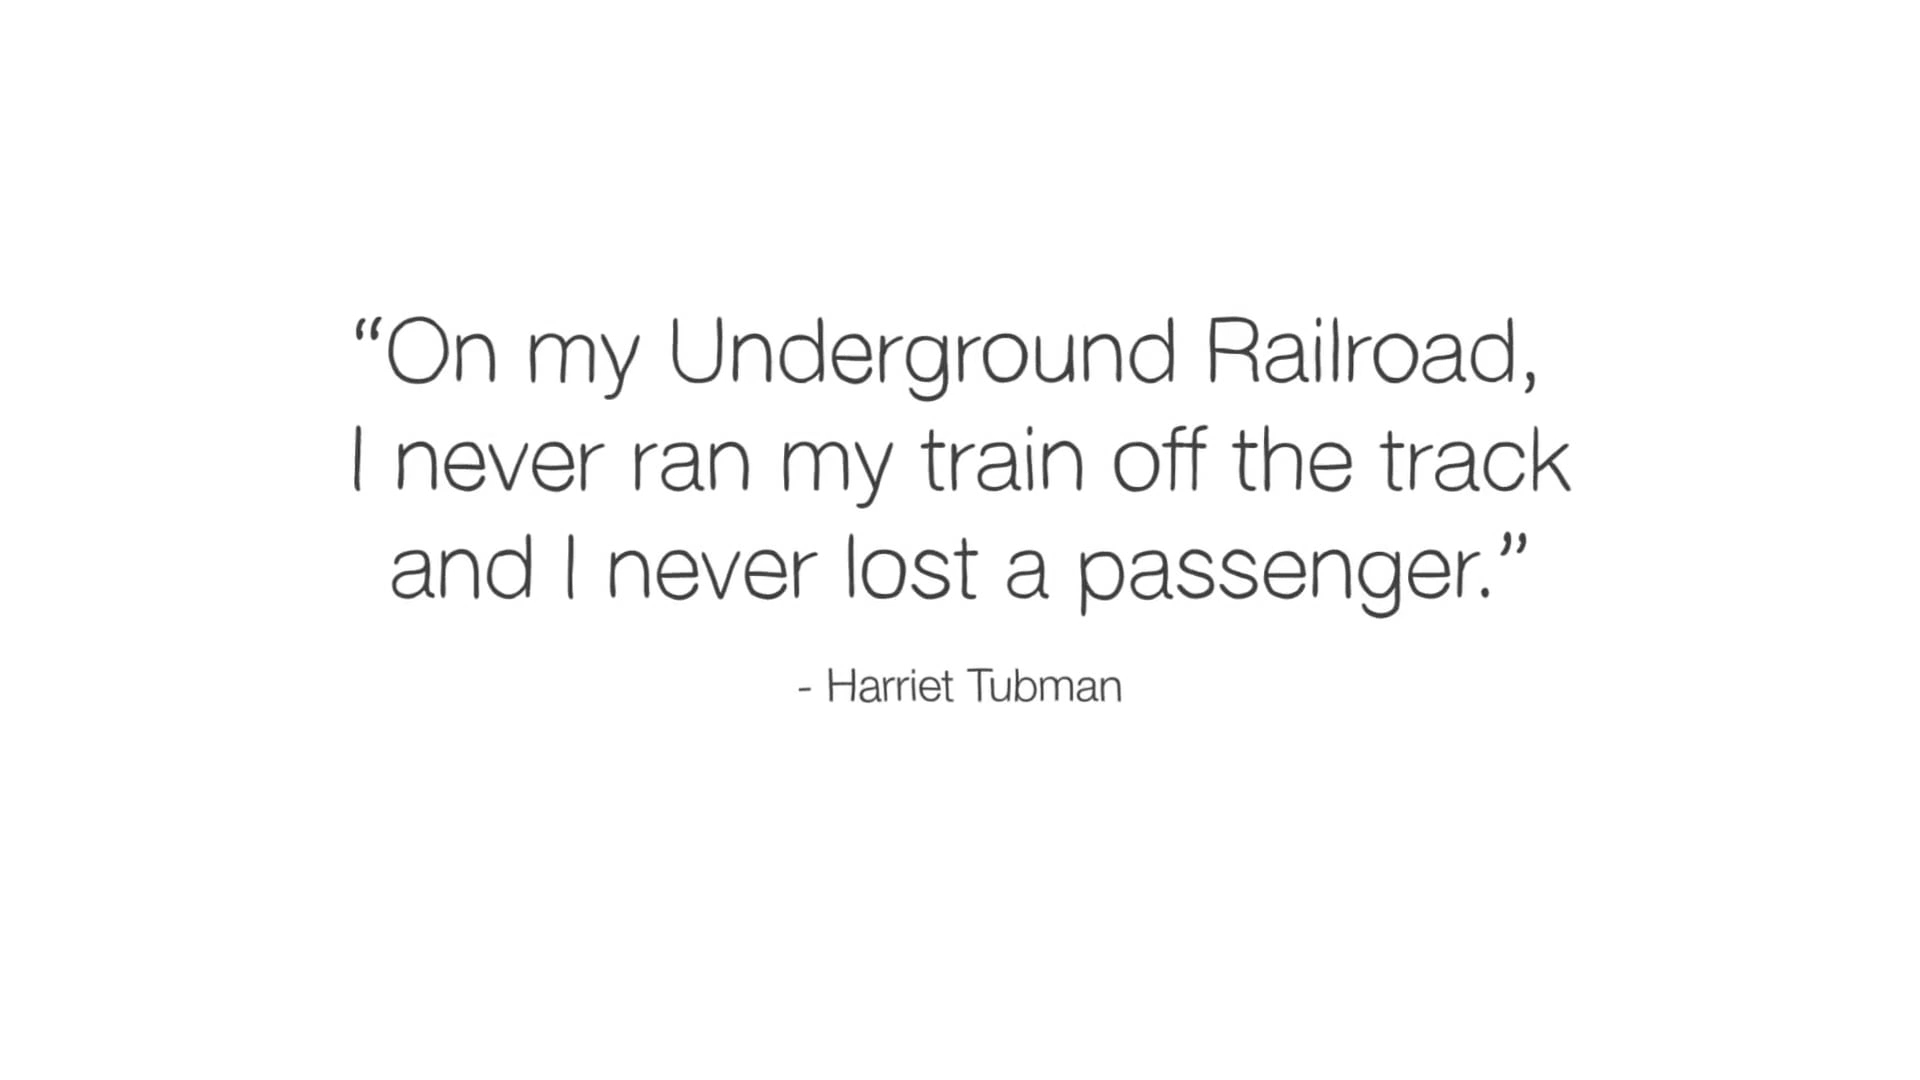 “On my Underground Railroad,
I never ran my train off the track
and I never lost a passenger.”
- Harriet Tubman